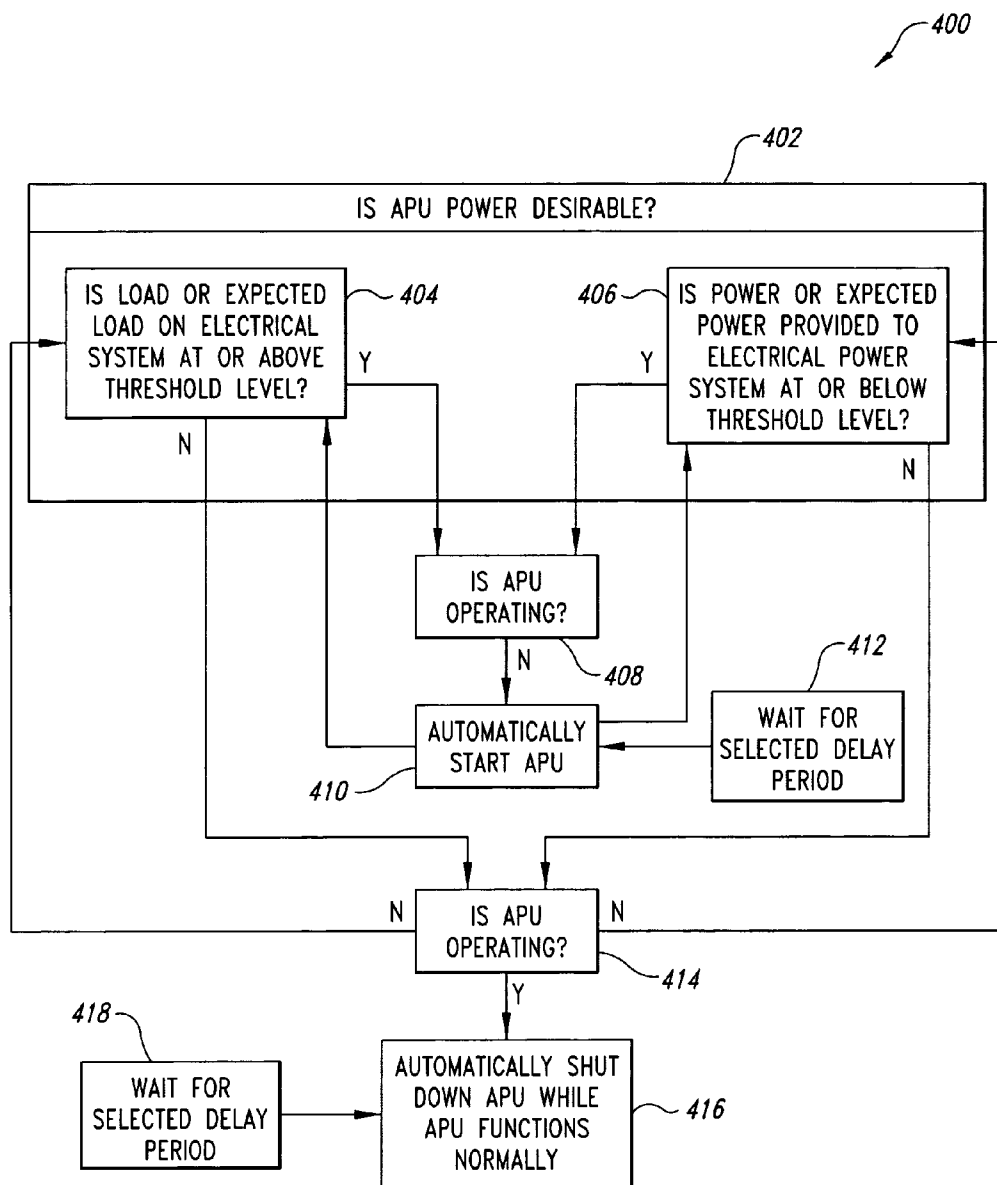 400
402
IS APU POWER DESIRABLE?
IS LOAD OR EXPECTED
LOAD ON ELECTRICAL
SYSTEM AT OR ABOVE
THRESHOLD LEVEL?
404
Y
N
406
IS POWER OR EXPECTED
POWER PROVIDED TO
ELECTRICAL POWER
SYSTEM AT OR BELOW
THRESHOLD LEVEL?
Y
N
IS APU
OPERATING?
408
N
AUTOMATICALLY
START APU
410
412
WAIT FOR
SELECTED DELAY
PERIOD
N
IS APU
OPERATING?
N
414
Y
418
WAIT FOR
SELECTED DELAY
PERIOD
AUTOMATICALLY SHUT
DOWN APU WHILE
APU FUNCTIONS
NORMALLY
416